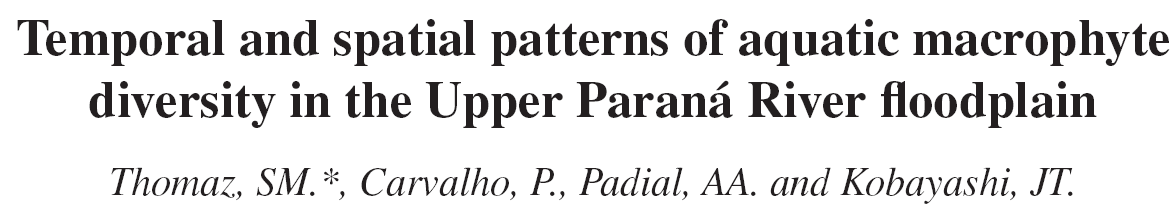 Temporal and spatial patterns of aquatic macrophyte
diversity in the Upper Paraná River floodplain
Thomaz, SM.*, Carvalho, P., Padial, AA. and Kobayashi, JT.